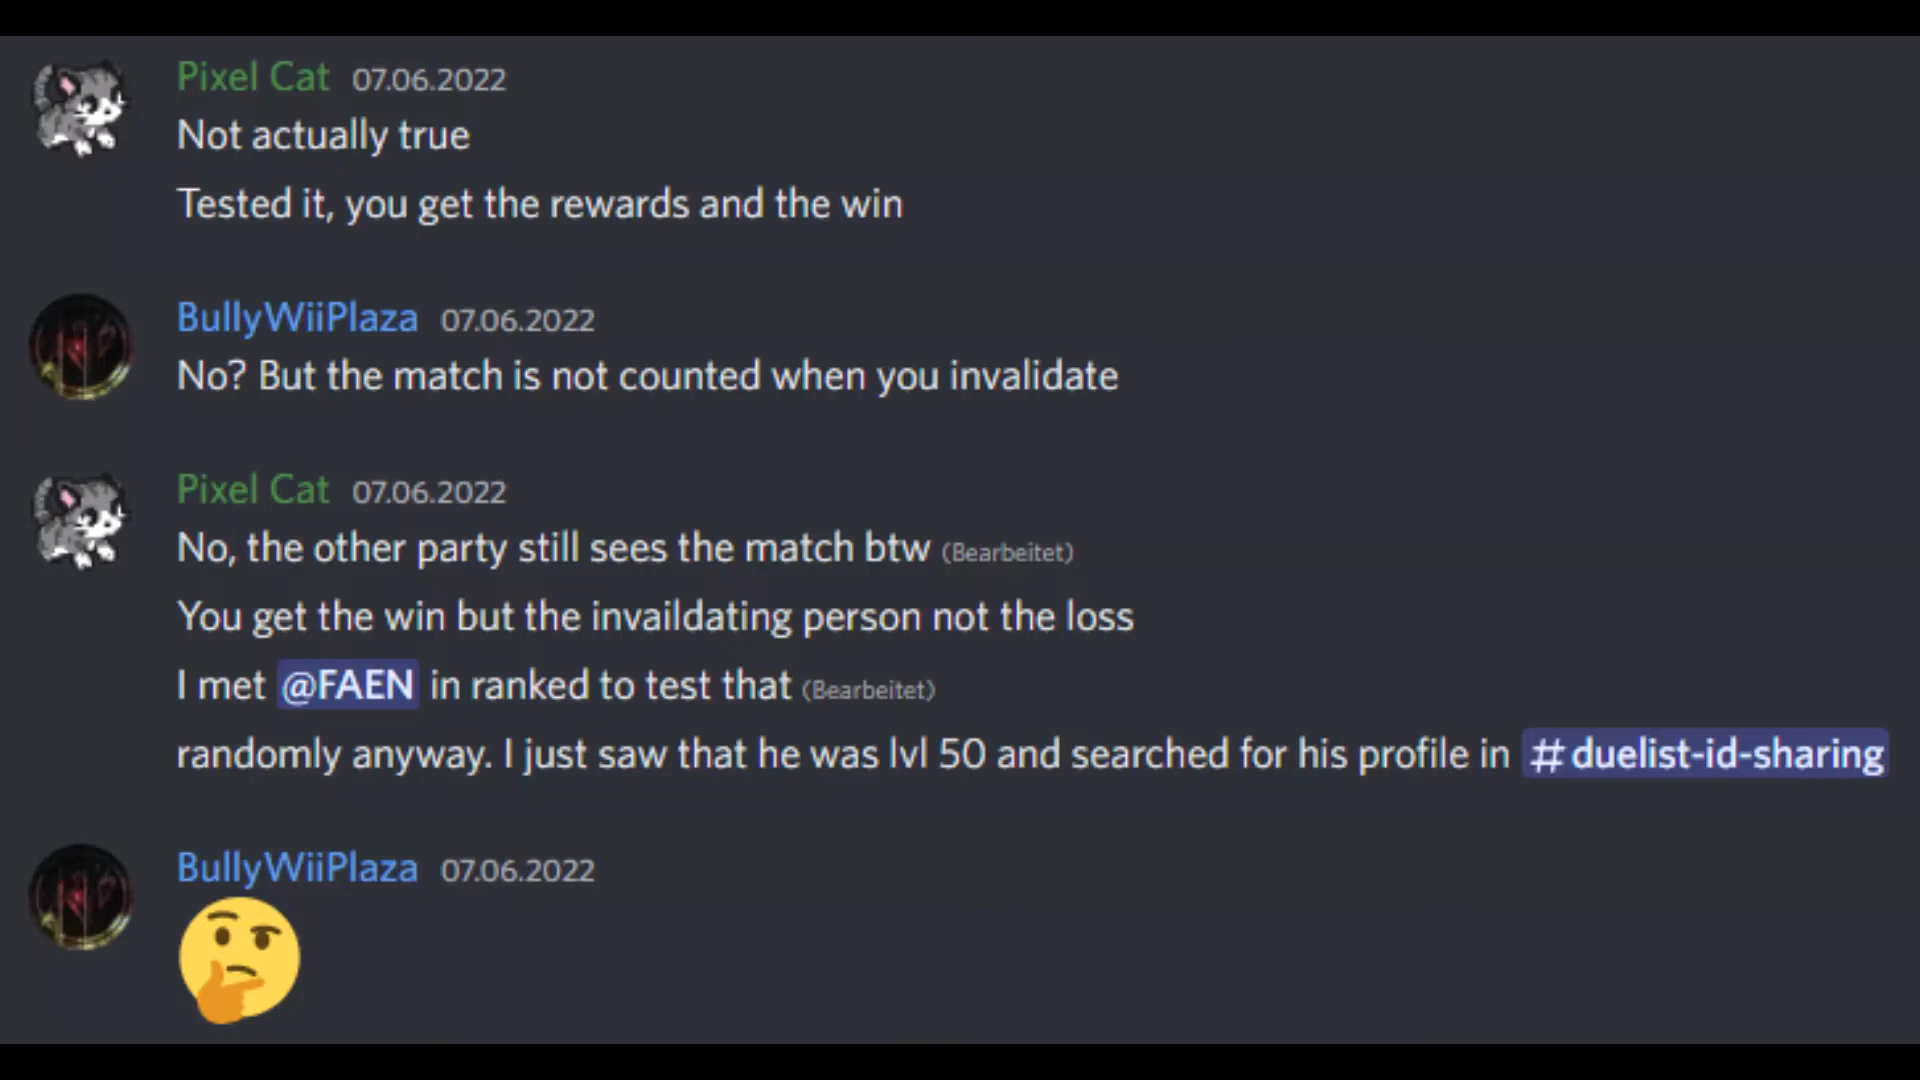 Pixel Cat 07.06.2022
Not actually true
Tested it, you get the rewards and the win
BullyWiiPlaza 07.06.2022
No? But the match is not counted when you invalidate
Pixel Cat 07.06.2022
No, the other party still sees the match btw (Bearbeitet)
You get the win but the invaildating person not the loss
I met @FAEN in ranked to test that (Bearbeitet)
randomly anyway. I just saw that he was lvl 50 and searched for his profile in # duelist-id-sharing
BullyWiiPlaza 07.06.2022